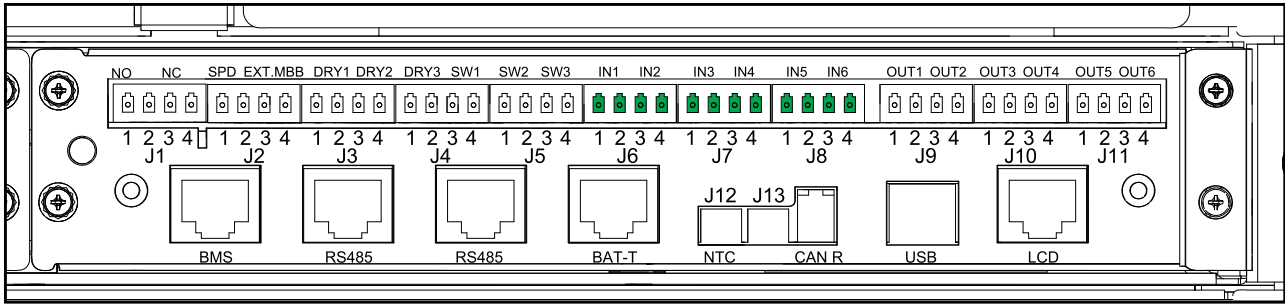 NO NC SPD EXT.MBB DRY1 DRY2 DRY3 SW1 SW2 SW3 IN1 IN2 IN3 IN4 IN5 IN6 OUT1 OUT2 OUT3 OUT4 OUT5 OUT6
1 2 3 4 1 2 3 4 1 2 3 4 1 2 3 4 1 2 3 4 1 2 3 4 1 2 3 4 1 2 3 4 1 2 3 4 1 2 3 4 1 2 3 4
J1 J2 J3 J4 J5 J6 J7 J8 J9 J10 J11
J12 J13
BMS RS485 RS485 BAT-T NTC CAN R USB LCD